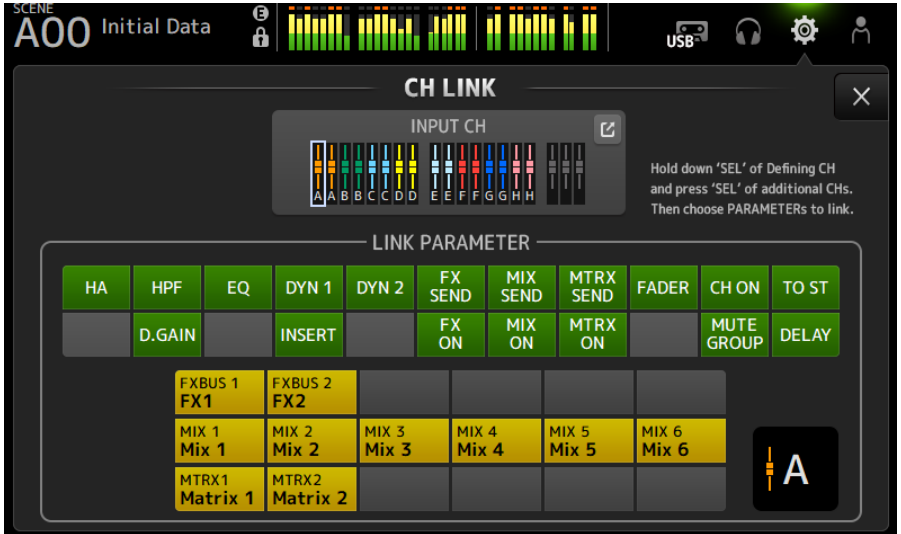 SCENE
A00 Initial Data
E
USB
CH LINK
INPUT CH
A A B B C C D D E E F F G G H H
Hold down ‘SEL’ of Defining CH
and press ‘SEL’ of additional CHs.
Then choose PARAMETERs to link.
LINK PARAMETER
HA
HPF
EQ
DYN 1
DYN 2
FX
SEND
MIX
SEND
MTRX
SEND
FADER
CH ON
TO ST
D.GAIN
INSERT
FX
ON
MIX
ON
MTRX
ON
MUTE
GROUP
DELAY
FXBUS 1
FX1
FXBUS 2
FX2
MIX 1
Mix 1
MIX 2
Mix 2
MIX 3
Mix 3
MIX 4
Mix 4
MIX 5
Mix 5
MIX 6
Mix 6
MTRX1
Matrix 1
MTRX2
Matrix 2
A